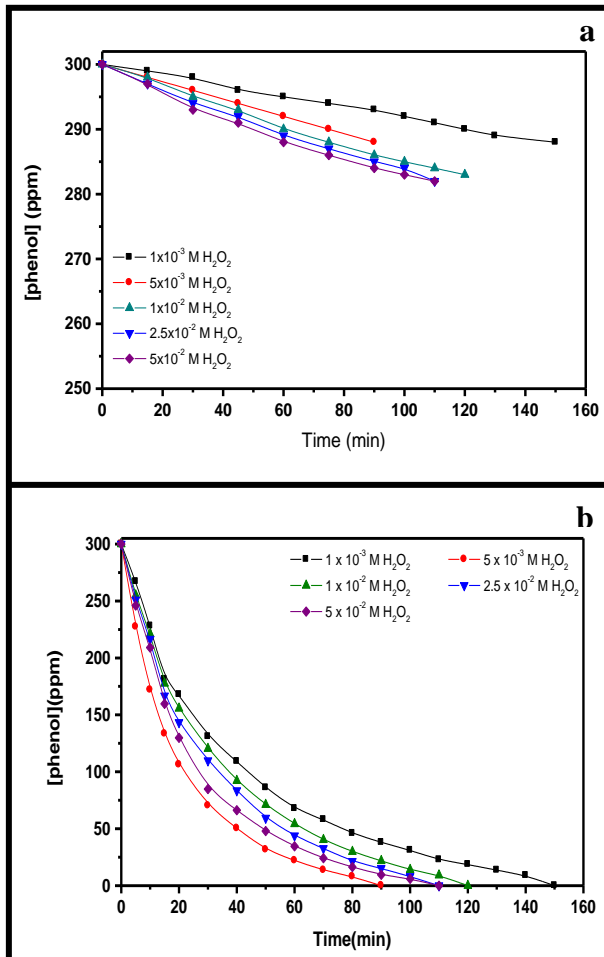 a
300
290
280
270
260
250
[phenol] (ppm)
1x10⁻³ M H₂O₂
5x10⁻³ M H₂O₂
1x10⁻² M H₂O₂
2.5x10⁻² M H₂O₂
5x10⁻² M H₂O₂
0 20 40 60 80 100 120 140 160
Time (min)
b
300
250
200
150
100
50
0
[phenol](ppm)
1 x 10⁻³ M H₂O₂ 5 x 10⁻³ M H₂O₂
1 x 10⁻² M H₂O₂ 2.5 x 10⁻² M H₂O₂
5 x 10⁻² M H₂O₂
0 20 40 60 80 100 120 140 160
Time(min)